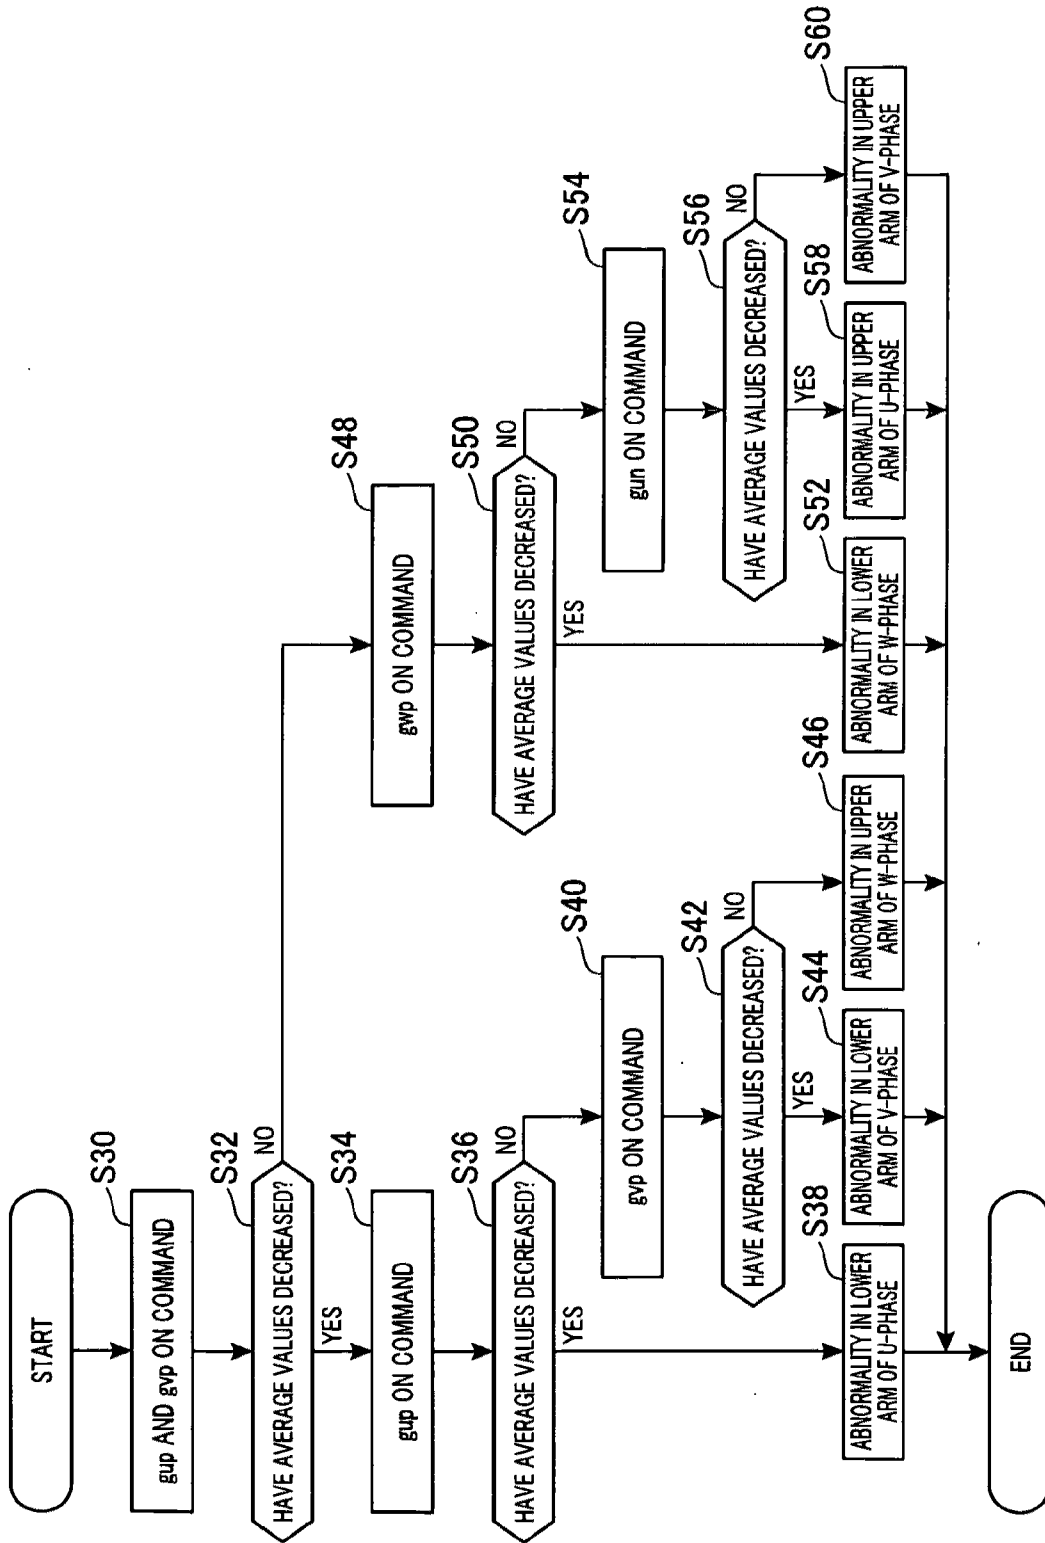 START
S30
gup AND gvp ON COMMAND
S32
HAVE AVERAGE VALUES DECREASED?
NO
YES
S34
gup ON COMMAND
S36
HAVE AVERAGE VALUES DECREASED?
NO
YES
S38
ABNORMALITY IN LOWER
ARM OF U-PHASE
S40
gvp ON COMMAND
S42
HAVE AVERAGE VALUES DECREASED?
NO
YES
S44
ABNORMALITY IN LOWER
ARM OF V-PHASE
S46
ABNORMALITY IN UPPER
ARM OF W-PHASE
S48
gwp ON COMMAND
S50
HAVE AVERAGE VALUES DECREASED?
NO
YES
S52
ABNORMALITY IN LOWER
ARM OF W-PHASE
S54
gun ON COMMAND
S56
HAVE AVERAGE VALUES DECREASED?
NO
YES
S58
ABNORMALITY IN UPPER
ARM OF U-PHASE
S60
ABNORMALITY IN UPPER
ARM OF V-PHASE
END